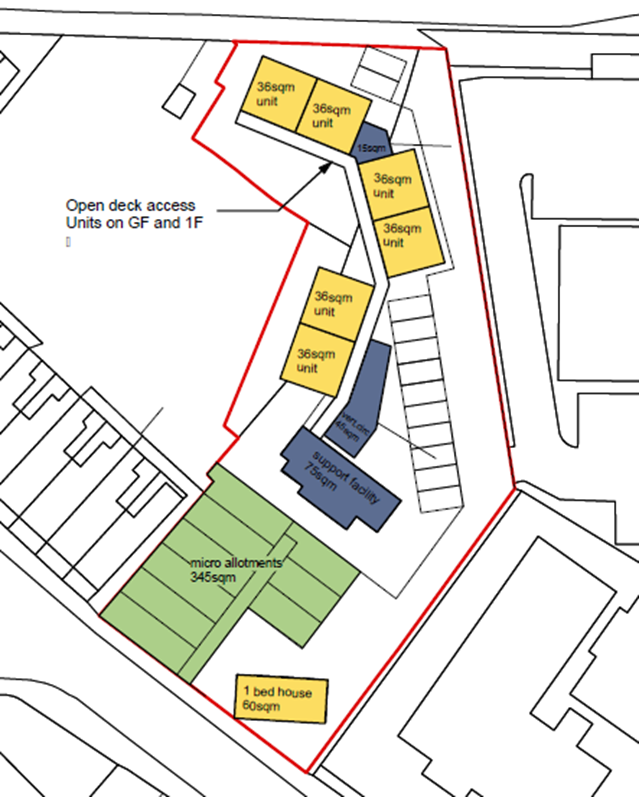 36sqm
unit
36sqm
unit
15sqm
36sqm
unit
Open deck access
Units on GF and 1F
36sqm
unit
36sqm
unit
36sqm
unit
45sqm
support facility
75sqm
micro allotments
345sqm
1 bed house
60sqm